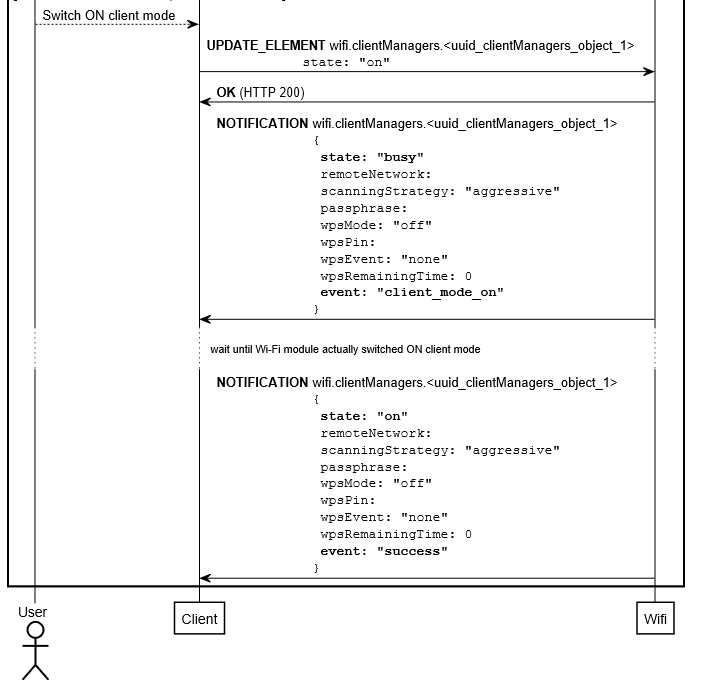 Switch ON client mode
UPDATE_ELEMENT wifi.clientManagers.<uuid_clientManagers_object_1>
state: "on"
OK (HTTP 200)
NOTIFICATION wifi.clientManagers.<uuid_clientManagers_object_1>
{
state: "busy"
remoteNetwork:
scanningStrategy: "aggressive"
passphrase:
wpsMode: "off"
wpsPin:
wpsEvent: "none"
wpsRemainingTime: 0
event: "client_mode_on"
}
wait until Wi-Fi module actually switched ON client mode
NOTIFICATION wifi.clientManagers.<uuid_clientManagers_object_1>
{
state: "on"
remoteNetwork:
scanningStrategy: "aggressive"
passphrase:
wpsMode: "off"
wpsPin:
wpsEvent: "none"
wpsRemainingTime: 0
event: "success"
}
User
Client
Wifi